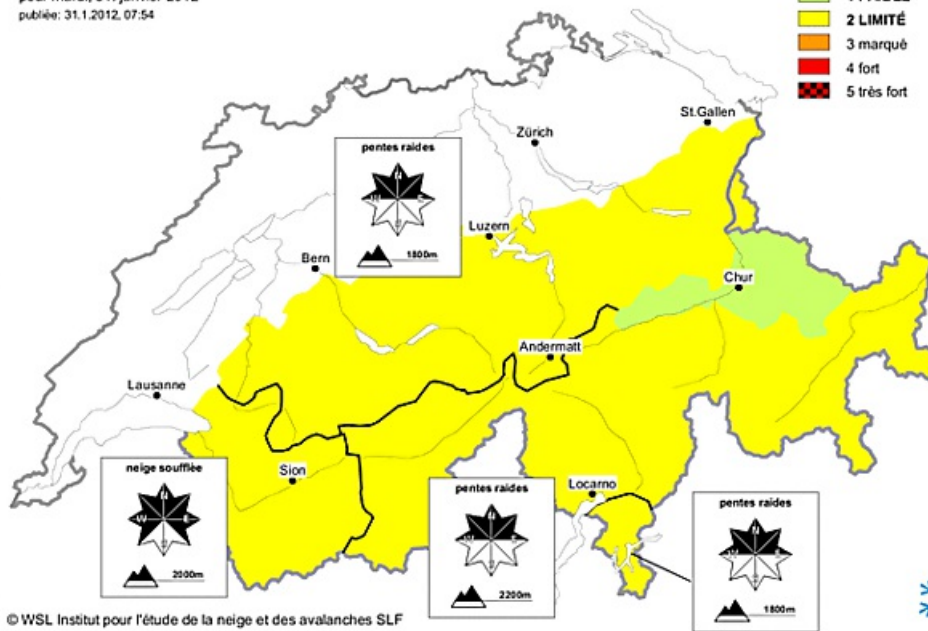 publiée: 31.1.2012, 07:54
2 LIMITÉ
3 marqué
4 fort
5 très fort
St.Gallen
Zürich
pentes raides
N
W E
S
1800m
Luzern
Bern
Chur
Andermatt
Lausanne
neige soufflèe
N
W E
S
2000m
Sion
pentes raides
N
W E
S
2200m
Locarno
pentes raides
N
W E
S
1800m
© WSL Institut pour l'étude de la neige et des avalanches SLF